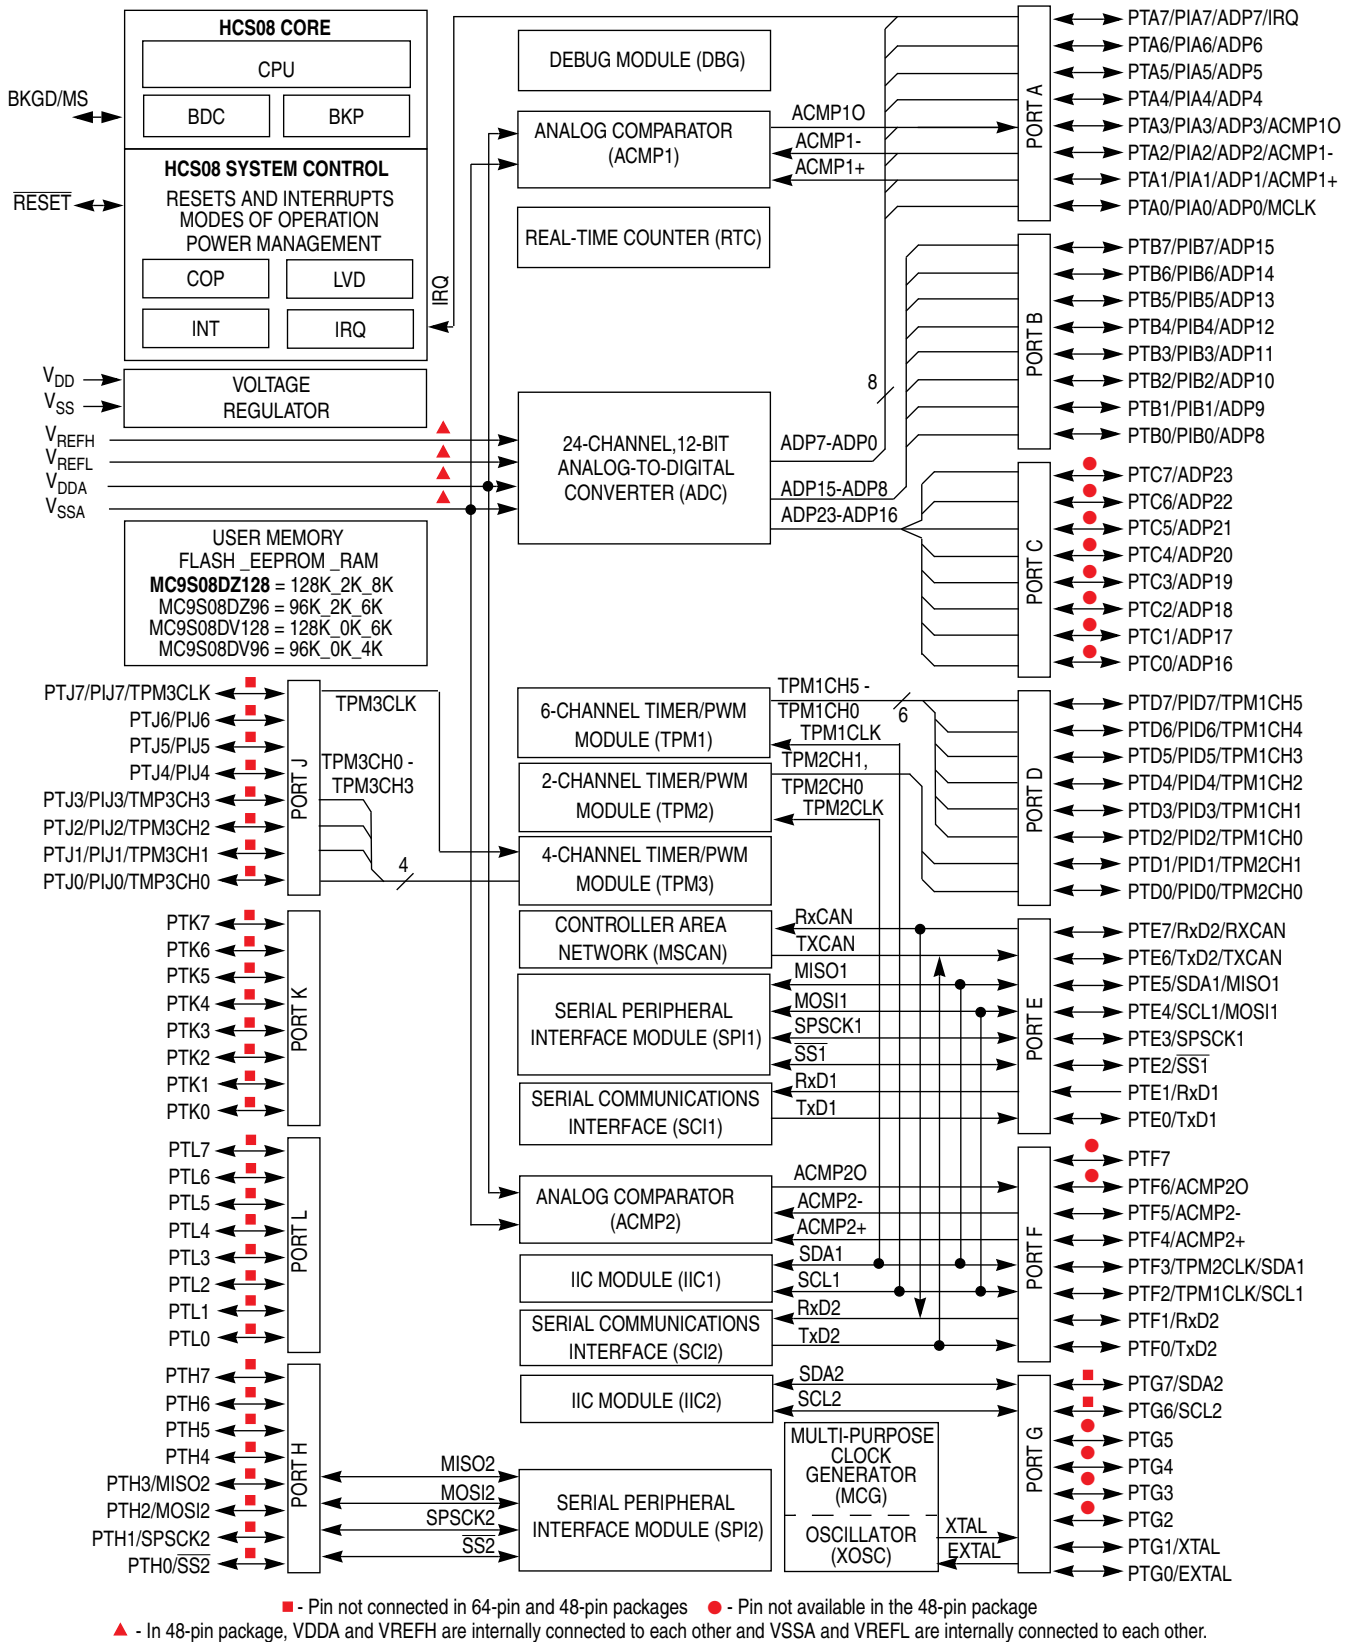 HCS08 CORE
CPU
BDC
BKP
BKGD/MS
HCS08 SYSTEM CONTROL
RESETS AND INTERRUPTS
MODES OF OPERATION
POWER MANAGEMENT
COP
LVD
INT
IRQ
RESET
IRQ
VDD
VSS
VOLTAGE
REGULATOR
VREFH
VREFL
VDDA
VSSA
USER MEMORY
FLASH _EEPROM _RAM
MC9S08DZ128 = 128K_2K_8K
MC9S08DZ96 = 96K_2K_6K
MC9S08DV128 = 128K_0K_6K
MC9S08DV96 = 96K_0K_4K
DEBUG MODULE (DBG)
ANALOG COMPARATOR
(ACMP1)
ACMP1O
ACMP1-
ACMP1+
REAL-TIME COUNTER (RTC)
24-CHANNEL,12-BIT
ANALOG-TO-DIGITAL
CONVERTER (ADC)
8
ADP7-ADP0
ADP15-ADP8
ADP23-ADP16
PORT A
PTA7/PIA7/ADP7/IRQ
PTA6/PIA6/ADP6
PTA5/PIA5/ADP5
PTA4/PIA4/ADP4
PTA3/PIA3/ADP3/ACMP1O
PTA2/PIA2/ADP2/ACMP1-
PTA1/PIA1/ADP1/ACMP1+
PTA0/PIA0/ADP0/MCLK
PORT B
PTB7/PIB7/ADP15
PTB6/PIB6/ADP14
PTB5/PIB5/ADP13
PTB4/PIB4/ADP12
PTB3/PIB3/ADP11
PTB2/PIB2/ADP10
PTB1/PIB1/ADP9
PTB0/PIB0/ADP8
PORT C
PTC7/ADP23
PTC6/ADP22
PTC5/ADP21
PTC4/ADP20
PTC3/ADP19
PTC2/ADP18
PTC1/ADP17
PTC0/ADP16
PTJ7/PIJ7/TPM3CLK
PTJ6/PIJ6
PTJ5/PIJ5
PTJ4/PIJ4
PTJ3/PIJ3/TMP3CH3
PTJ2/PIJ2/TPM3CH2
PTJ1/PIJ1/TPM3CH1
PTJ0/PIJ0/TMP3CH0
PORT J
TPM3CLK
TPM3CH0 -
TPM3CH3
4
6-CHANNEL TIMER/PWM
MODULE (TPM1)
TPM1CH5 -
TPM1CH0
6
TPM1CLK
2-CHANNEL TIMER/PWM
MODULE (TPM2)
TPM2CH1,
TPM2CH0
TPM2CLK
4-CHANNEL TIMER/PWM
MODULE (TPM3)
PORT D
PTD7/PID7/TPM1CH5
PTD6/PID6/TPM1CH4
PTD5/PID5/TPM1CH3
PTD4/PID4/TPM1CH2
PTD3/PID3/TPM1CH1
PTD2/PID2/TPM1CH0
PTD1/PID1/TPM2CH1
PTD0/PID0/TPM2CH0
PTK7
PTK6
PTK5
PTK4
PTK3
PTK2
PTK1
PTK0
PORT K
CONTROLLER AREA
NETWORK (MSCAN)
RxCAN
TXCAN
SERIAL PERIPHERAL
INTERFACE MODULE (SPI1)
MISO1
MOSI1
SPSCK1
SS1
SERIAL COMMUNICATIONS
INTERFACE (SCI1)
RxD1
TxD1
PORT E
PTE7/RxD2/RXCAN
PTE6/TxD2/TXCAN
PTE5/SDA1/MISO1
PTE4/SCL1/MOSI1
PTE3/SPSCK1
PTE2/SS1
PTE1/RxD1
PTE0/TxD1
PTL7
PTL6
PTL5
PTL4
PTL3
PTL2
PTL1
PTL0
PORT L
ANALOG COMPARATOR
(ACMP2)
ACMP2O
ACMP2-
ACMP2+
IIC MODULE (IIC1)
SDA1
SCL1
SERIAL COMMUNICATIONS
INTERFACE (SCI2)
RxD2
TxD2
PORT F
PTF7
PTF6/ACMP2O
PTF5/ACMP2-
PTF4/ACMP2+
PTF3/TPM2CLK/SDA1
PTF2/TPM1CLK/SCL1
PTF1/RxD2
PTF0/TxD2
PTH7
PTH6
PTH5
PTH4
PTH3/MISO2
PTH2/MOSI2
PTH1/SPSCK2
PTH0/SS2
PORT H
MISO2
MOSI2
SPSCK2
SS2
IIC MODULE (IIC2)
SDA2
SCL2
SERIAL PERIPHERAL
INTERFACE MODULE (SPI2)
MULTI-PURPOSE
CLOCK
GENERATOR
(MCG)
OSCILLATOR
(XOSC)
XTAL
EXTAL
PORT G
PTG7/SDA2
PTG6/SCL2
PTG5
PTG4
PTG3
PTG2
PTG1/XTAL
PTG0/EXTAL
- Pin not connected in 64-pin and 48-pin packages
- Pin not available in the 48-pin package
- In 48-pin package, VDDA and VREFH are internally connected to each other and VSSA and VREFL are internally connected to each other.